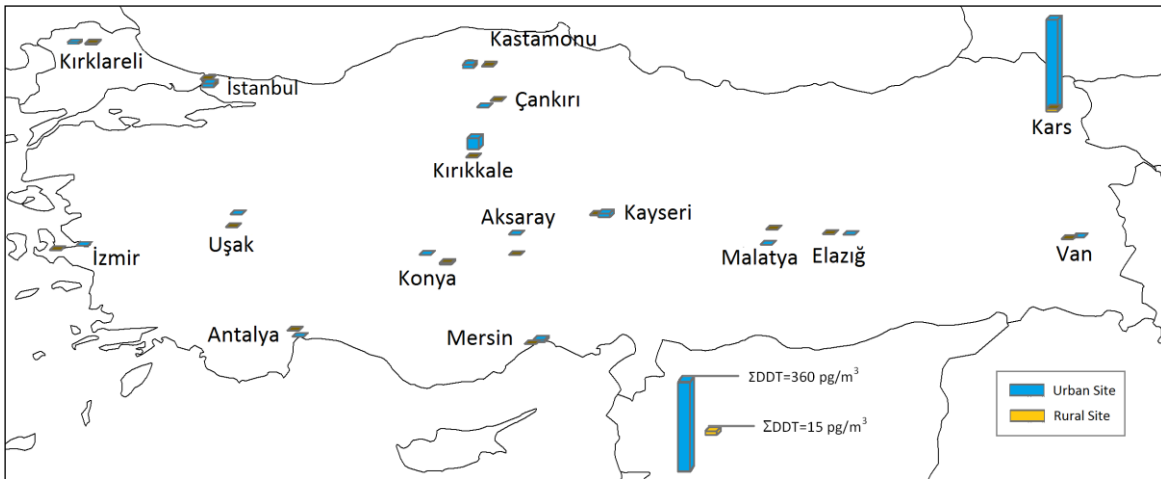 Kastamonu
Kırklareli
İstanbul
Çankırı
Kars
Kırıkkale
Aksaray
Kayseri
Uşak
İzmir
Konya
Malatya
Elazığ
Van
Antalya
Mersin
ΣDDT=360 pg/m³
ΣDDT=15 pg/m³
Urban Site
Rural Site